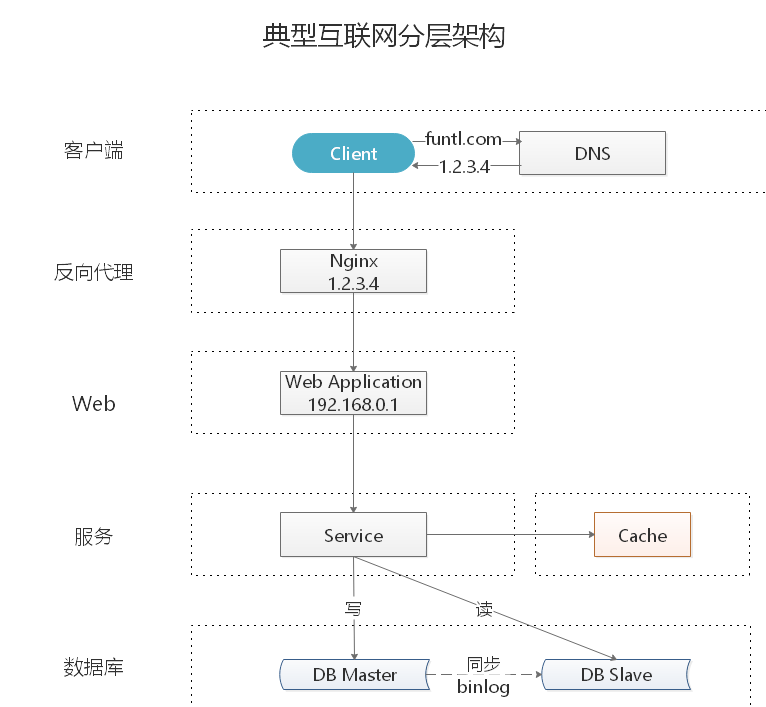 典型互联网分层架构
客户端
Client
funtl.com
1.2.3.4
DNS
反向代理
Nginx
1.2.3.4
Web
Web Application
192.168.0.1
服务
Service
Cache
写
读
数据库
DB Master
同步
binlog
DB Slave